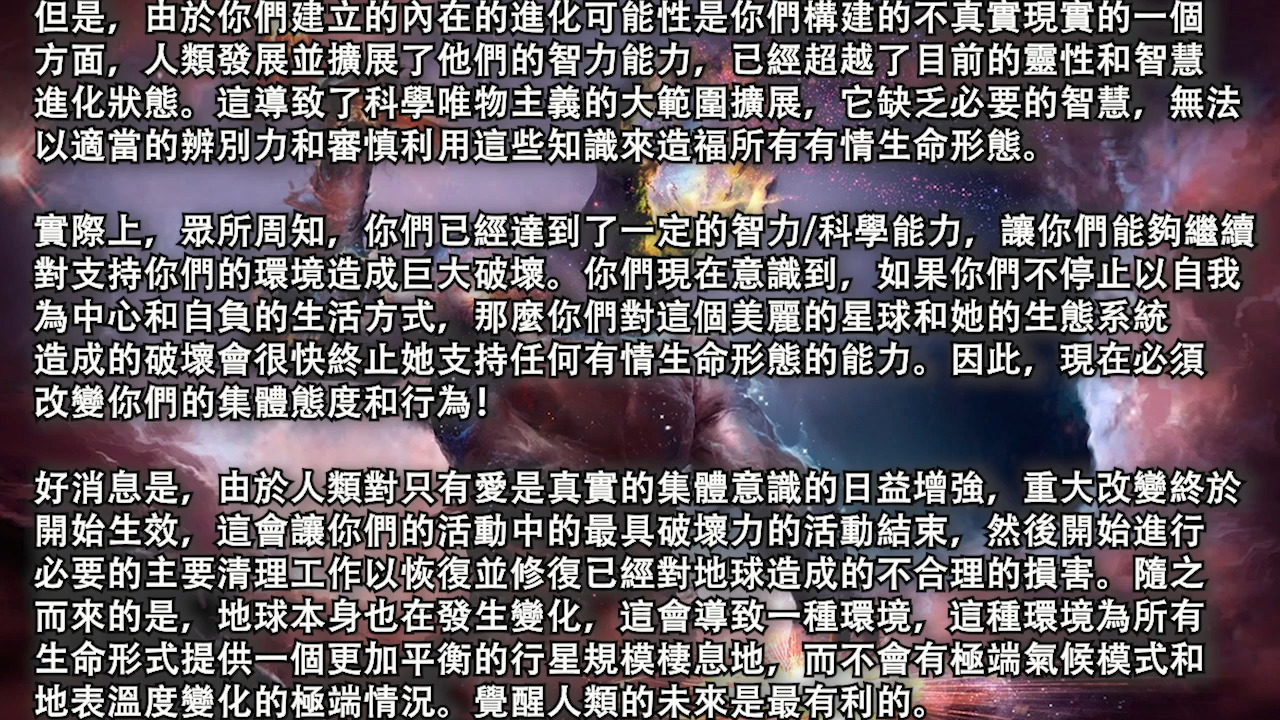 但是，由於你們建立的內在的進化可能性是你們構建的不真實現實的一個
方面，人類發展並擴展了他們的智力能力，已經超越了目前的靈性和智慧
進化狀態。這導致了科學唯物主義的大範圍擴展，它缺乏必要的智慧，無法
以適當的辨別力和審慎利用這些知識來造福所有有情生命形態。
實際上，眾所周知，你們已經達到了一定的智力/科學能力，讓你們能夠繼續
對支持你們的環境造成巨大破壞。你們現在意識到，如果你們不停止以自我
為中心和自負的生活方式，那麼你們對這個美麗的星球和她的生態系統
造成的破壞會很快終止她支持任何有情生命形態的能力。因此，現在必須
改變你們的集體態度和行為！
好消息是，由於人類對只有愛是真實的集體意識的日益增強，重大改變終於
開始生效，這會讓你們的活動中的最具破壞力的活動結束，然後開始進行
必要的主要清理工作以恢復並修復已經對地球造成的不合理的損害。隨之
而來的是，地球本身也在發生變化，這會導致一種環境，這種環境為所有
生命形式提供一個更加平衡的行星規模棲息地，而不會有極端氣候模式和
地表溫度變化的極端情況。覺醒人類的未來是最有利的。